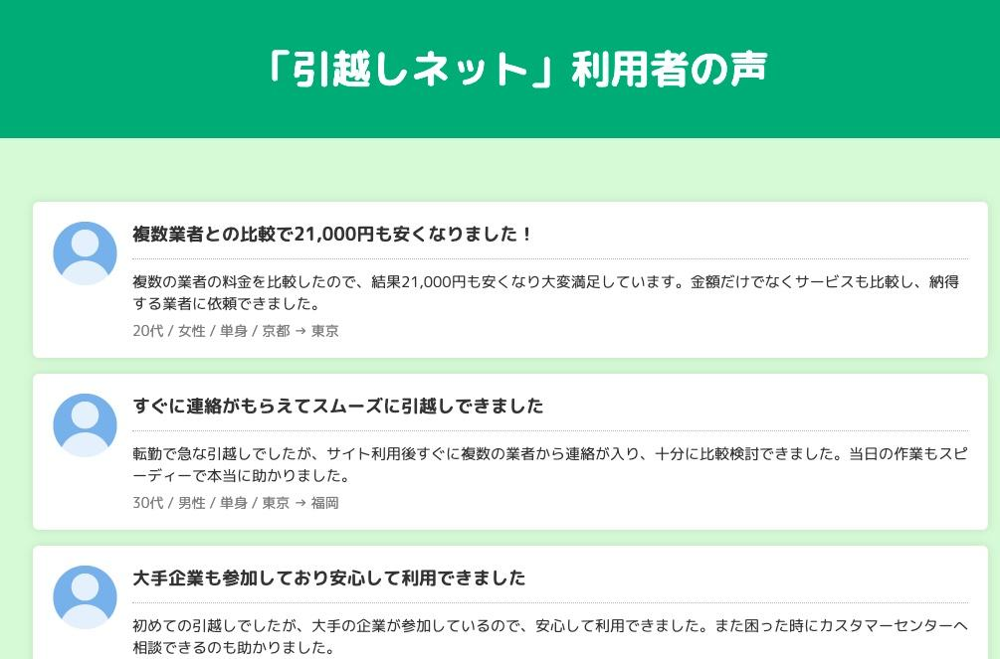 「引越しネット」利用者の声
複数業者との比較で21,000円も安くなりました！
複数の業者の料金を比較したので、結果21,000円も安くなり大変満足しています。金額だけでなくサービスも比較し、納得
する業者に依頼できました。
20代 / 女性 / 単身 / 京都 → 東京
すぐに連絡がもらえてスムーズに引越しできました
転勤で急な引越しでしたが、サイト利用後すぐに複数の業者から連絡が入り、十分に比較検討できました。当日の作業もスピ
ーディーで本当に助かりました。
30代 / 男性 / 単身 / 東京 → 福岡
大手企業も参加しており安心して利用できました
初めての引越しでしたが、大手の企業が参加しているので、安心して利用できました。また困った時にカスタマーセンターへ
相談できるのも助かりました。